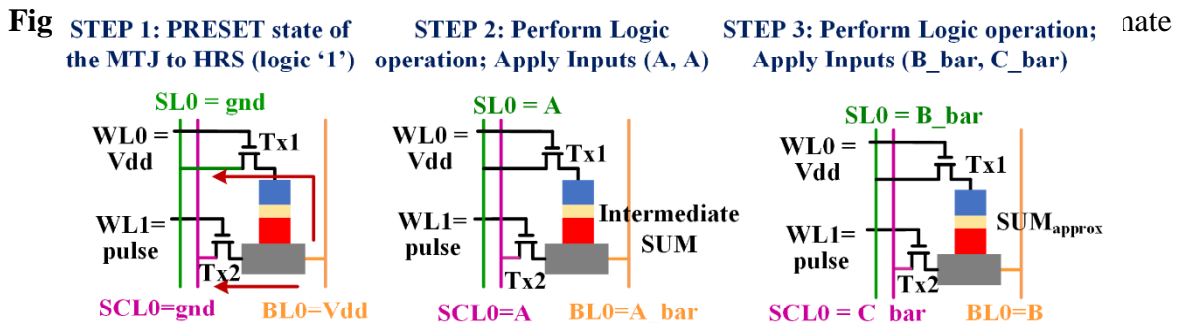 Fig
STEP 1: PRESET state of
the MTJ to HRS (logic ‘1’)
SL0 = gnd
WL0 =
Vdd
Tx1
WL1=
pulse
Tx2
SCL0=gnd
BL0=Vdd
STEP 2: Perform Logic
operation; Apply Inputs (A, A)
SL0 = A
WL0 =
Vdd
Tx1
WL1=
pulse
Intermediate
SUM
Tx2
SCL0=A
BL0=A_bar
STEP 3: Perform Logic operation;
Apply Inputs (B_bar, C_bar)
SL0 = B_bar
WL0 =
Vdd
Tx1
WL1=
pulse
SUMapprox
Tx2
SCL0 = C_bar
BL0=B